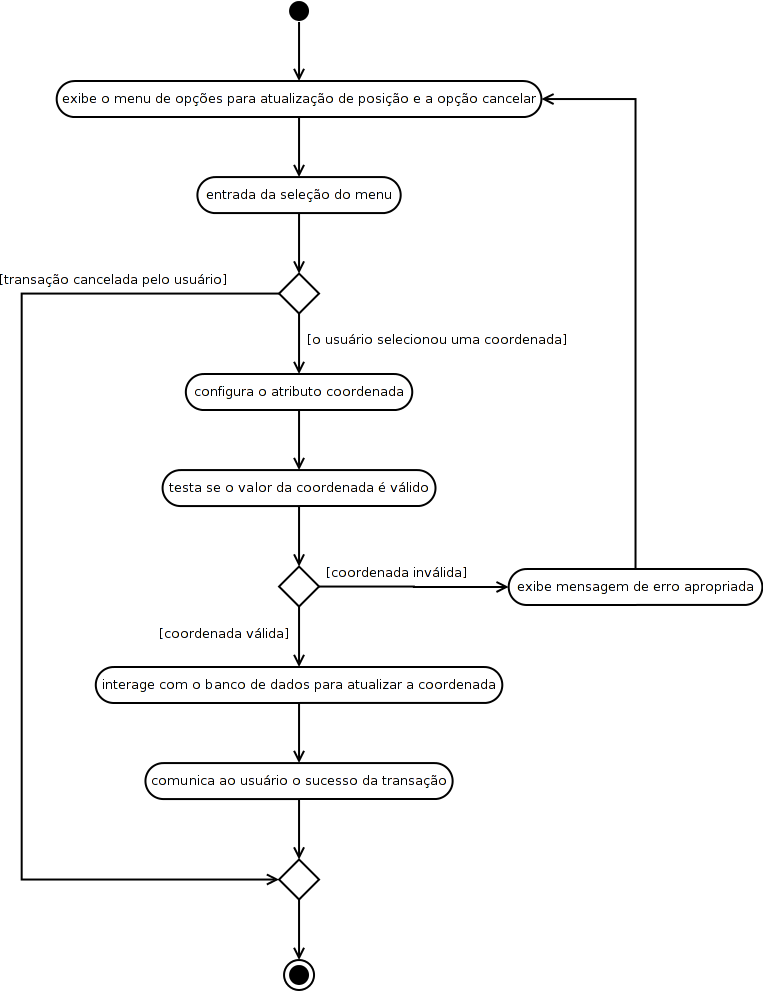 exibe o menu de opções para atualização de posição e a opção cancelar
entrada da seleção do menu
[transação cancelada pelo usuário]
[o usuário selecionou uma coordenada]
configura o atributo coordenada
testa se o valor da coordenada é válido
[coordenada inválida]
exibe mensagem de erro apropriada
[coordenada válida]
interage com o banco de dados para atualizar a coordenada
comunica ao usuário o sucesso da transação